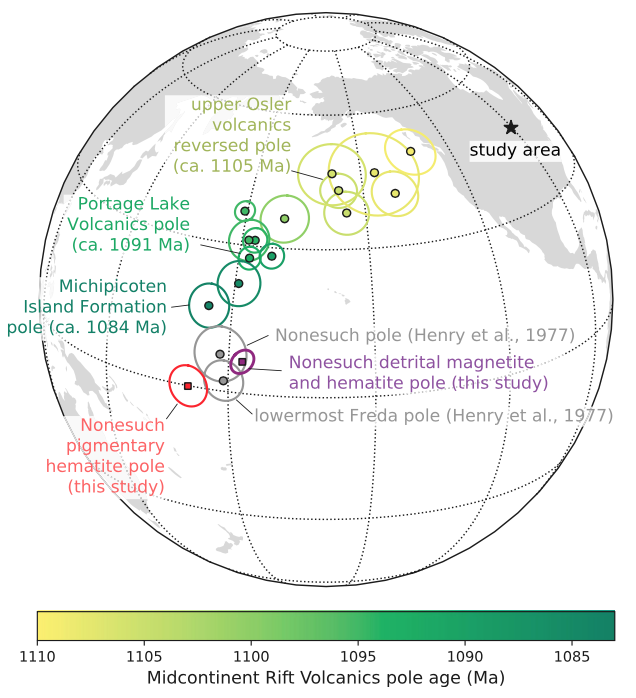 upper Osler
volcanics
reversed pole
(ca. 1105 Ma)
study area
Portage Lake
Volcanics pole
(ca. 1091 Ma)
Michipicoten
Island Formation
pole (ca. 1084 Ma)
Nonesuch pole (Henry et al., 1977)
Nonesuch detrital magnetite
and hematite pole (this study)
lowermost Freda pole (Henry et al., 1977)
Nonesuch
pigmentary
hematite pole
(this study)
1110 1105 1100 1095 1090 1085
Midcontinent Rift Volcanics pole age (Ma)